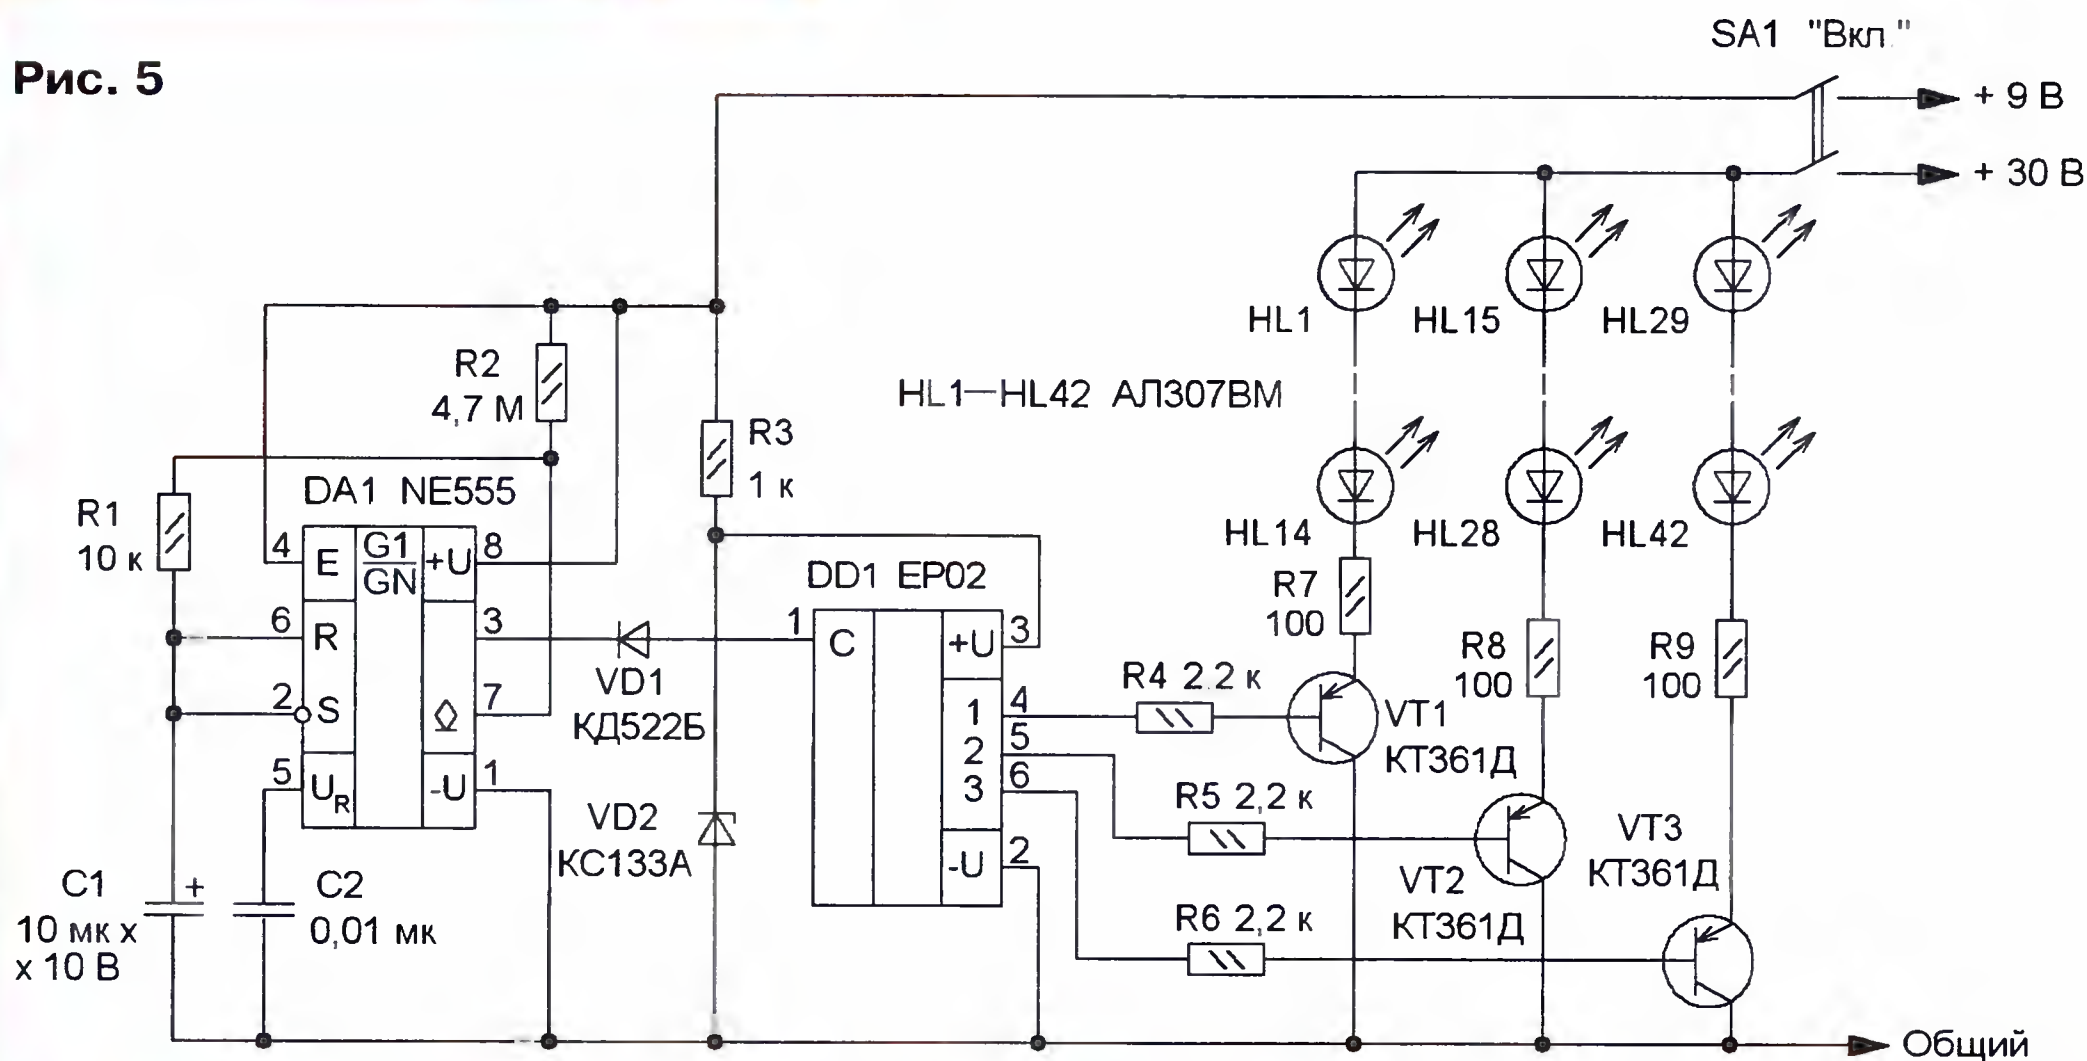 Рис. 5
SA1 "Вкл."
+ 9 В
+ 30 В
HL1
HL15
HL29
R2
4,7 М
HL1—HL42 АЛ307ВМ
R3
1 к
DA1 NE555
R1
10 к
HL14
HL28
HL42
4
E
G1
GN
+U
8
DD1 EP02
R7
100
6
R
3
1
C
+U
3
R8
100
R9
100
VD1
КД522Б
R4 2.2 к
2
S
7
1
4
VT1
КТ361Д
2
5
3
6
5
UR
-U
1
R5 2,2 к
VD2
КС133А
VT3
КТ361Д
-U
2
VT2
КТ361Д
C1
+
10 мк х
х 10 В
C2
0,01 мк
R6 2,2 к
Общий